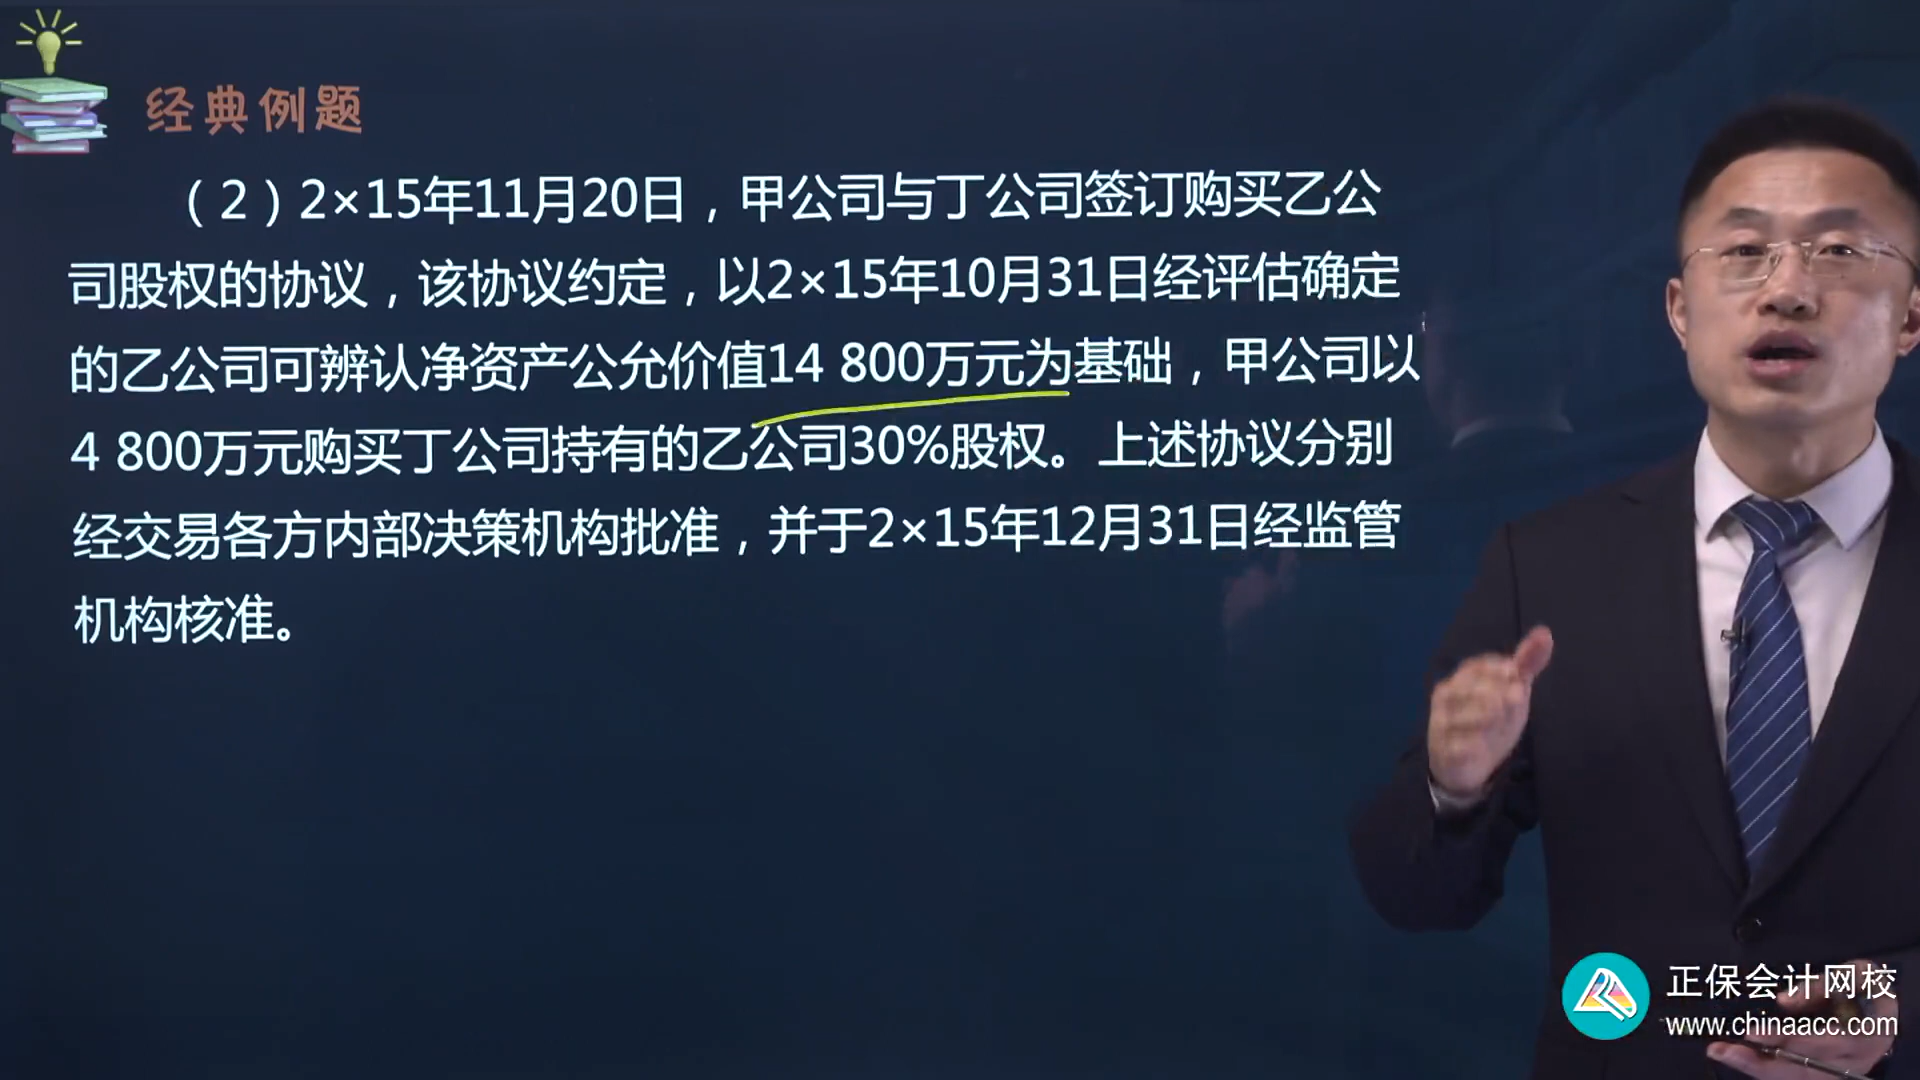 经典例题
（2）2×15年11月20日，甲公司与丁公司签订购买乙公
司股权的协议，该协议约定，以2×15年10月31日经评估确定
的乙公司可辨认净资产公允价值14 800万元为基础，甲公司以
4 800万元购买丁公司持有的乙公司30%股权。上述协议分别
经交易各方内部决策机构批准，并于2×15年12月31日经监管
机构核准。
正保会计网校
www.chinaacc.com